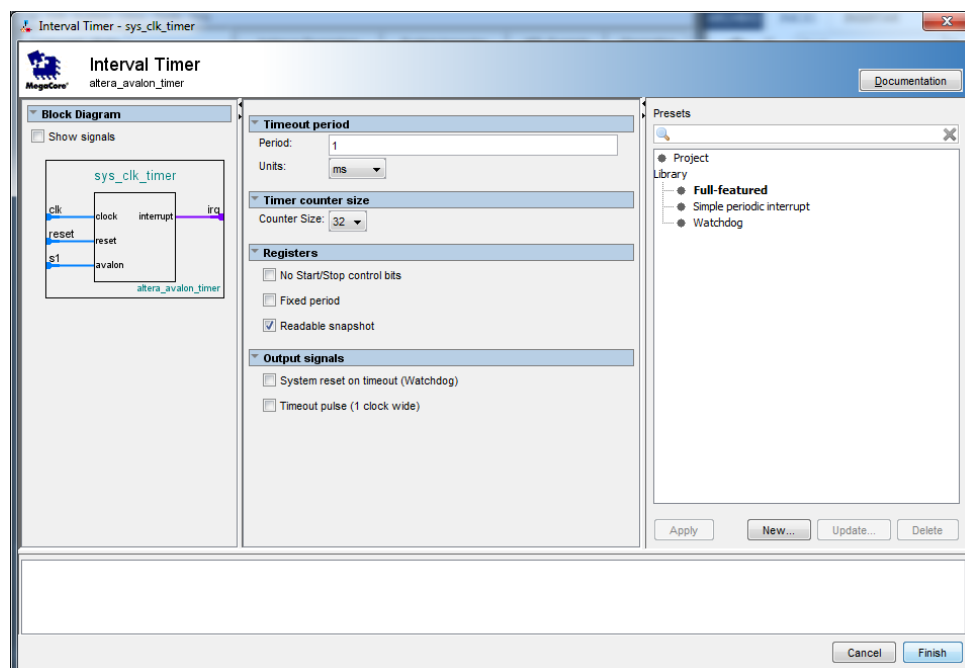 Interval Timer - sys_clk_timer
MegaCore®
Interval Timer
altera_avalon_timer
Documentation
Block Diagram
Show signals
sys_clk_timer
clk
clock
interrupt
irq
reset
reset
s1
avalon
altera_avalon_timer
Timeout period
Period:
1
Units:
ms
Timer counter size
Counter Size:
32
Registers
No Start/Stop control bits
Fixed period
Readable snapshot
Output signals
System reset on timeout (Watchdog)
Timeout pulse (1 clock wide)
Presets
Project
Library
Full-featured
Simple periodic interrupt
Watchdog
Apply
New...
Update...
Delete
Cancel
Finish